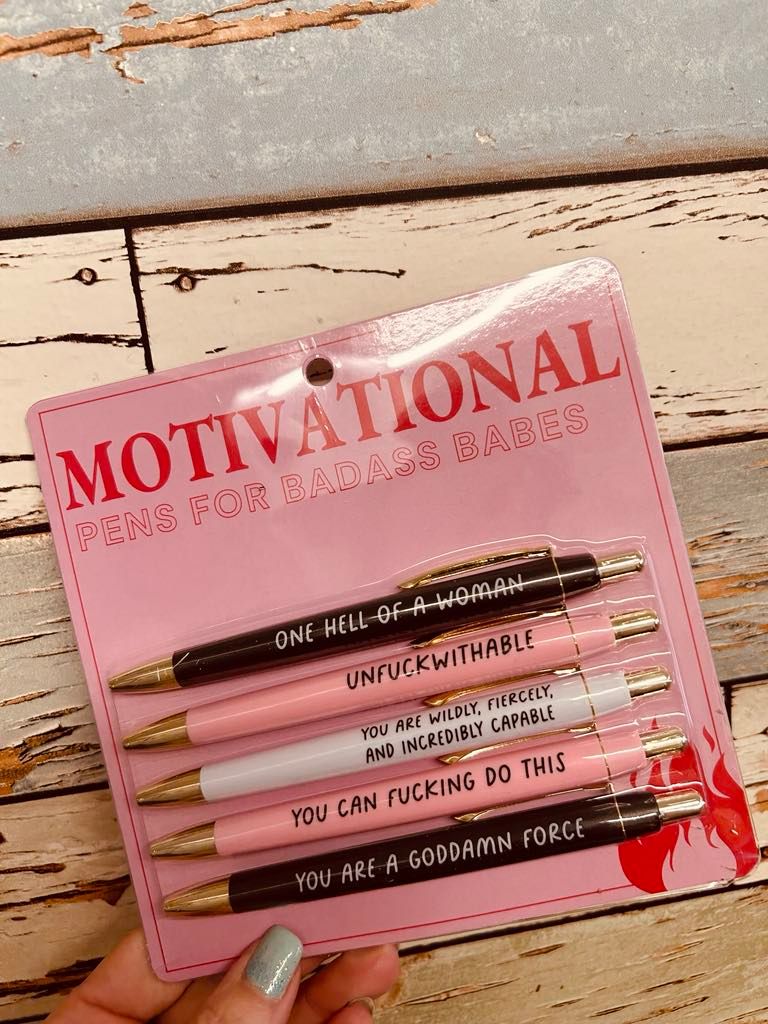 MOTIVATIONAL
PENS FOR BADASS BABES
ONE HELL OF A WOMAN
UNFUCKWITHABLE
YOU ARE WILDLY, FIERCELY,
AND INCREDIBLY CAPABLE
YOU CAN FUCKING DO THIS
YOU ARE A GODDAMN FORCE